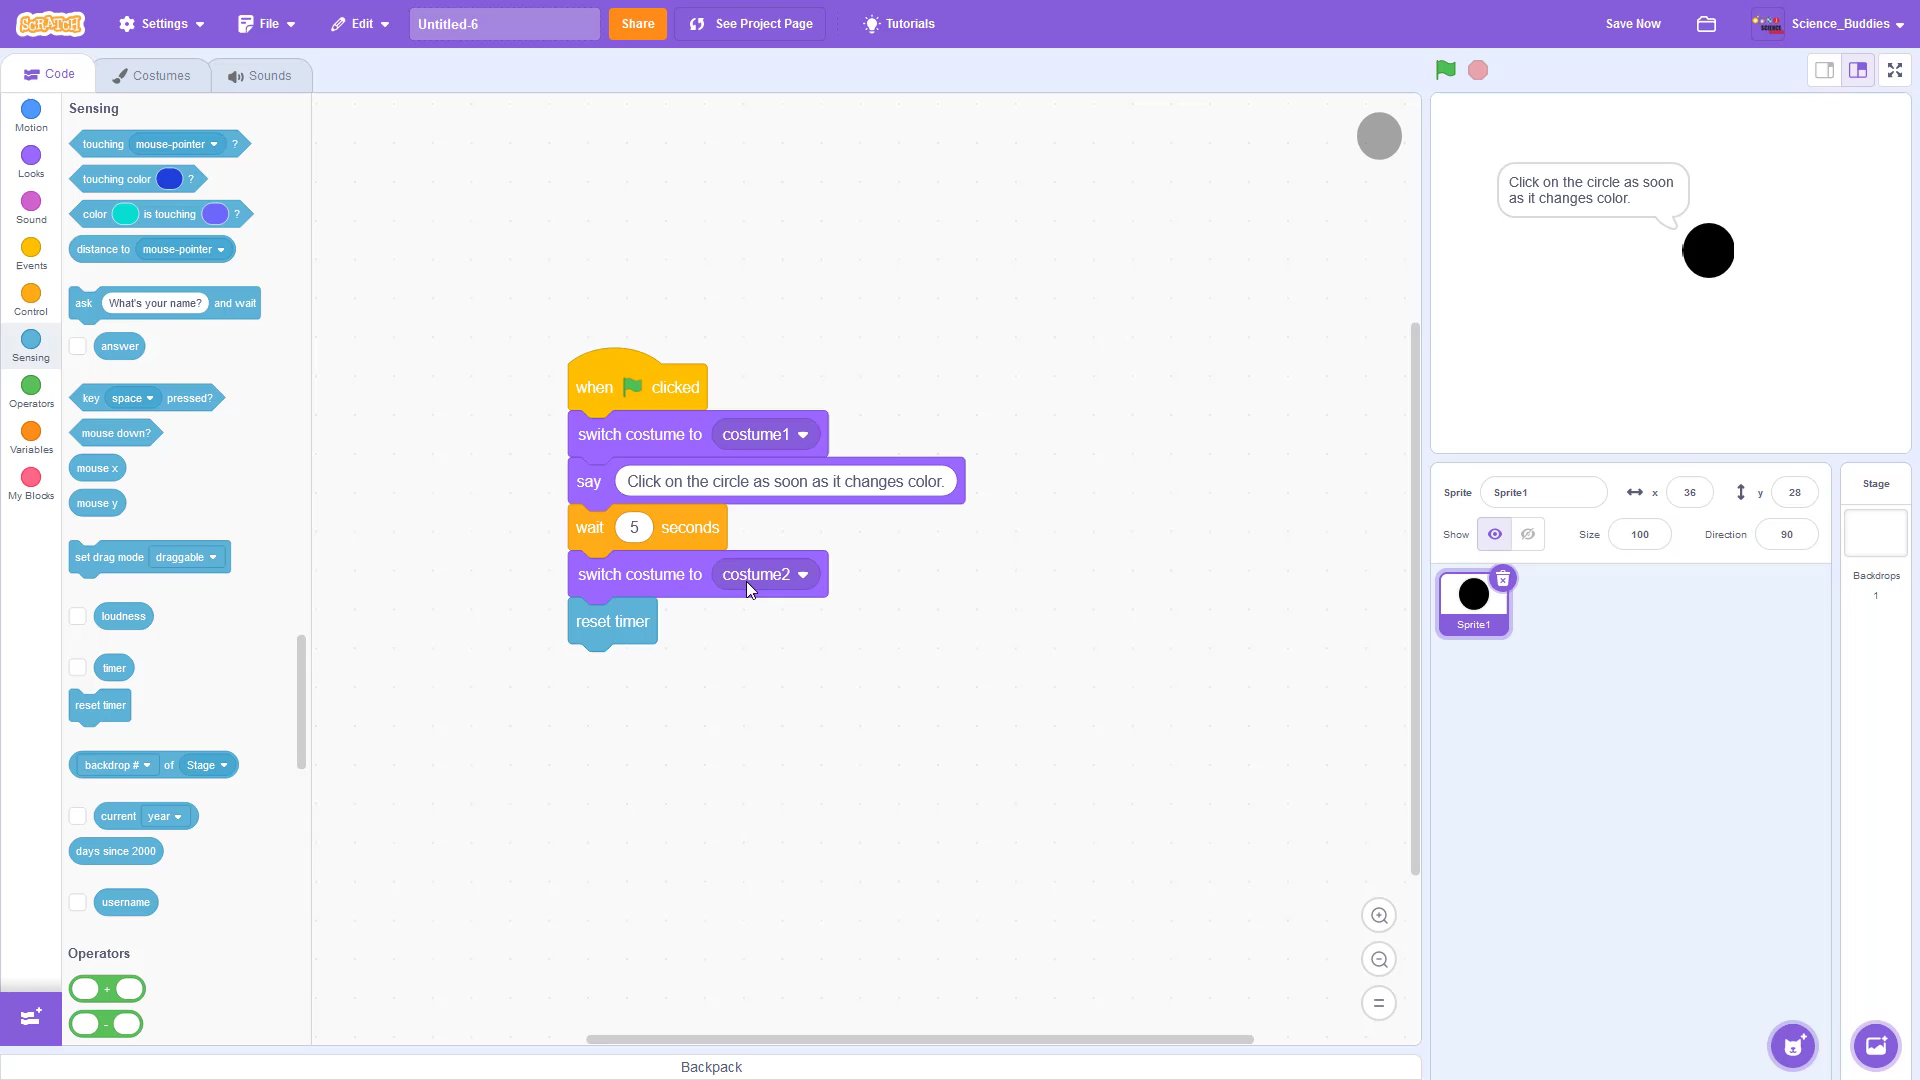 SCRATCH
Settings
File
Edit
Untitled-6
Share
See Project Page
Tutorials
Save Now
Science_Buddies
Code
Costumes
Sounds
Motion
Looks
Sound
Events
Control
Sensing
Operators
Variables
My Blocks
Sensing
touching mouse-pointer ?
touching color ?
color is touching ?
distance to mouse-pointer
ask What's your name? and wait
answer
key space pressed?
mouse down?
mouse x
mouse y
set drag mode draggable
loudness
timer
reset timer
backdrop # of Stage
current year
days since 2000
username
Operators
+
-
when clicked
switch costume to costume1
say Click on the circle as soon as it changes color.
wait 5 seconds
switch costume to costume2
reset timer
Backpack
Click on the circle as soon
as it changes color.
Sprite Sprite1 x 36 y 28
Show Size 100 Direction 90
Sprite1
Stage
Backdrops
1